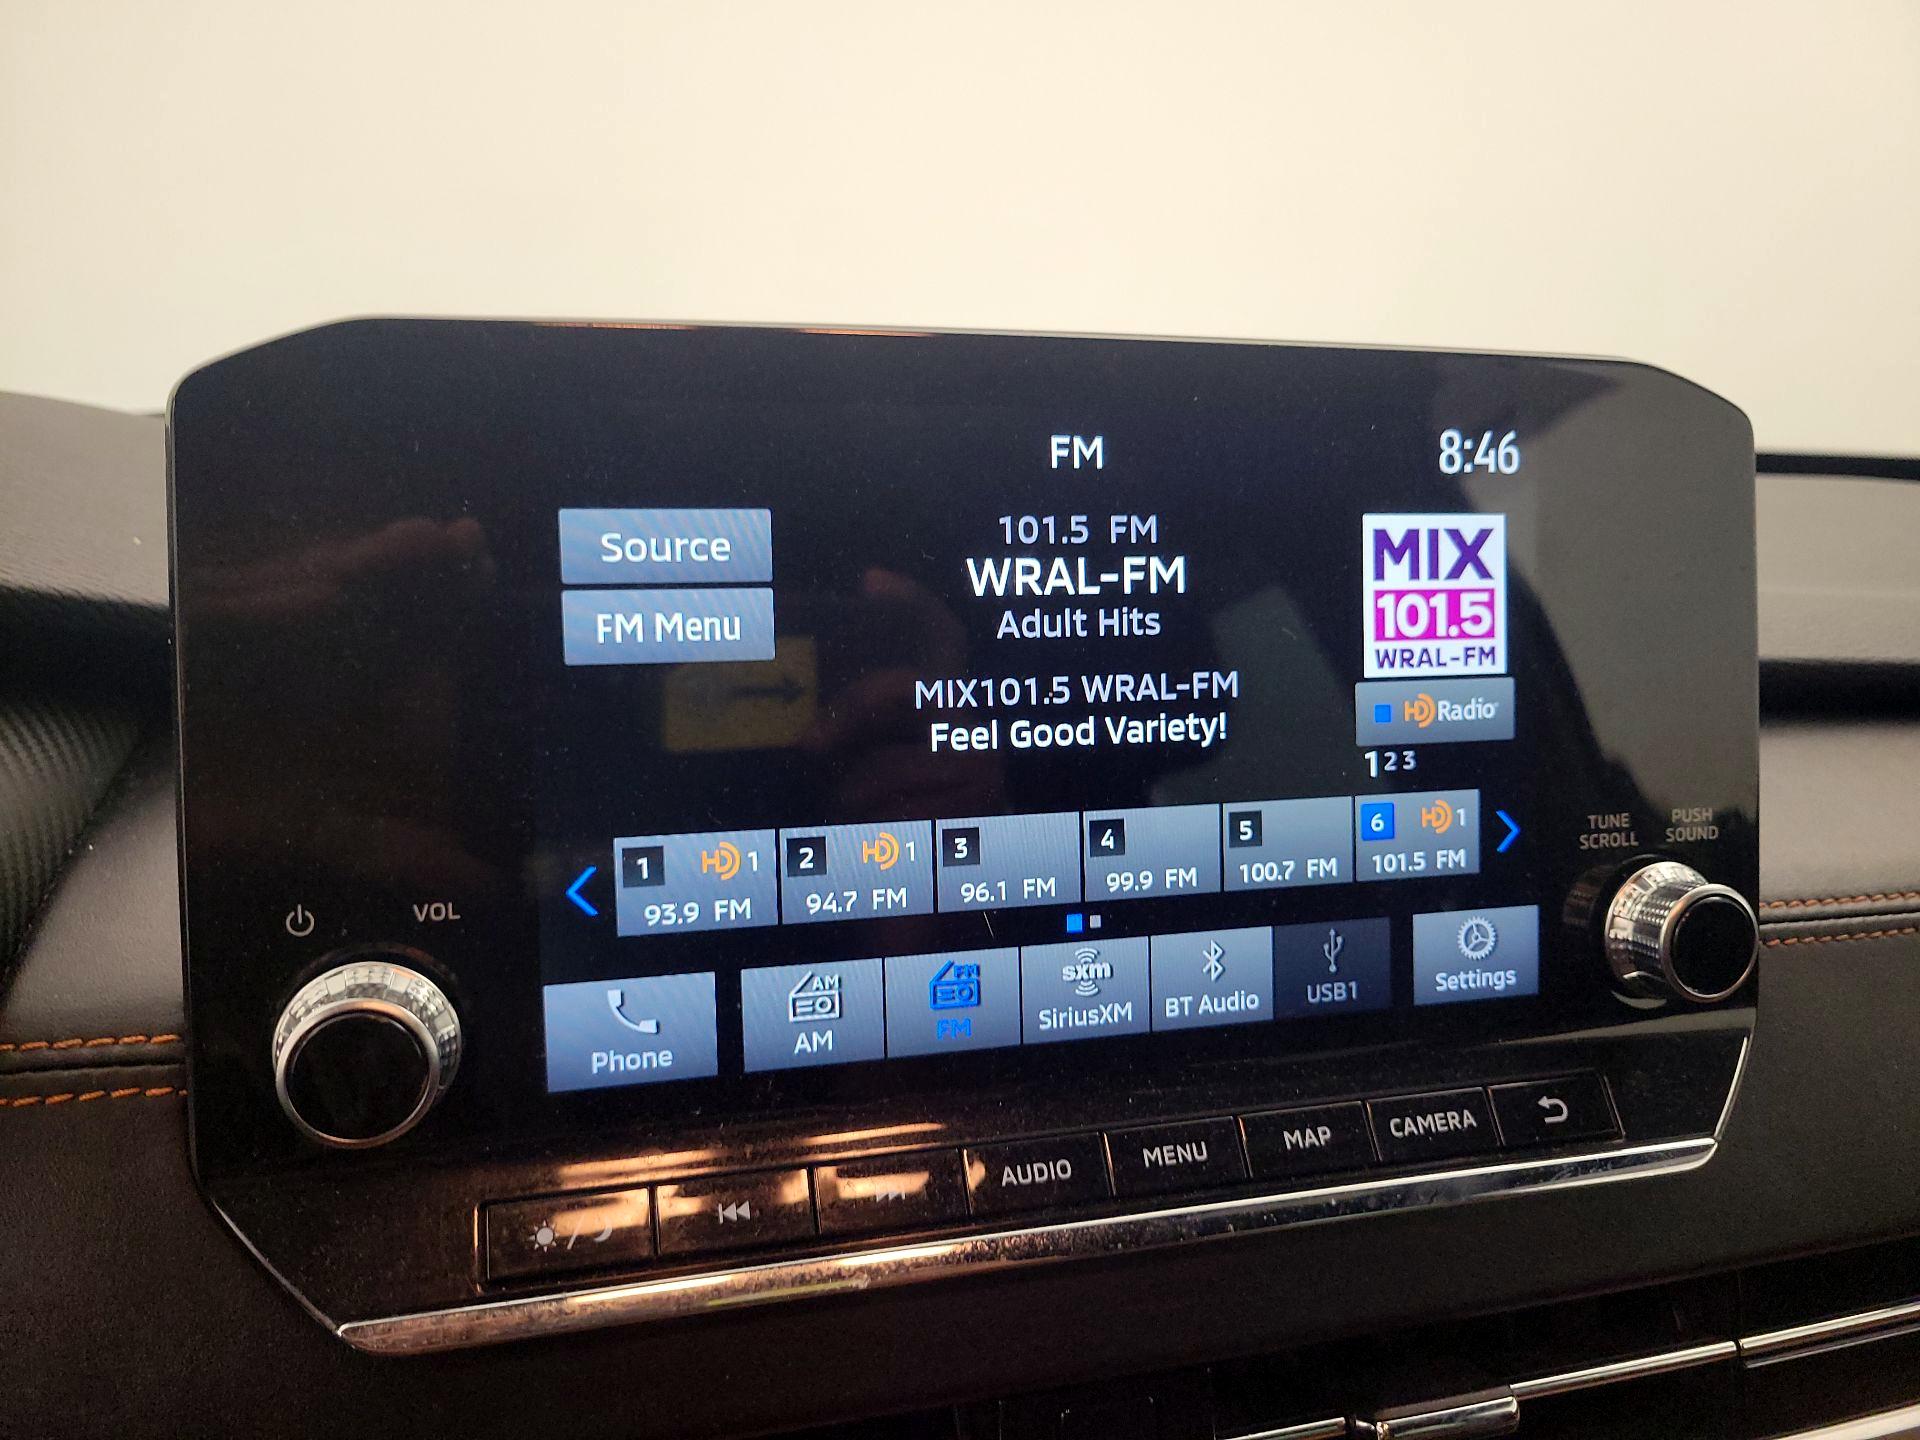 FM
8:46
Source
FM Menu
101.5 FM
WRAL-FM
Adult Hits
MIX101.5 WRAL-FM
Feel Good Variety!
MIX
101.5
WRAL-FM
HD Radio
1 2 3
1 HD 1
93.9 FM
2 HD 1
94.7 FM
3
96.1 FM
4
99.9 FM
5
100.7 FM
6 HD 1
101.5 FM
TUNE
SCROLL
PUSH
SOUND
VOL
Phone
AM
AM
FM
FM
sxm
SiriusXM
BT Audio
USB1
Settings
AUDIO
MENU
MAP
CAMERA